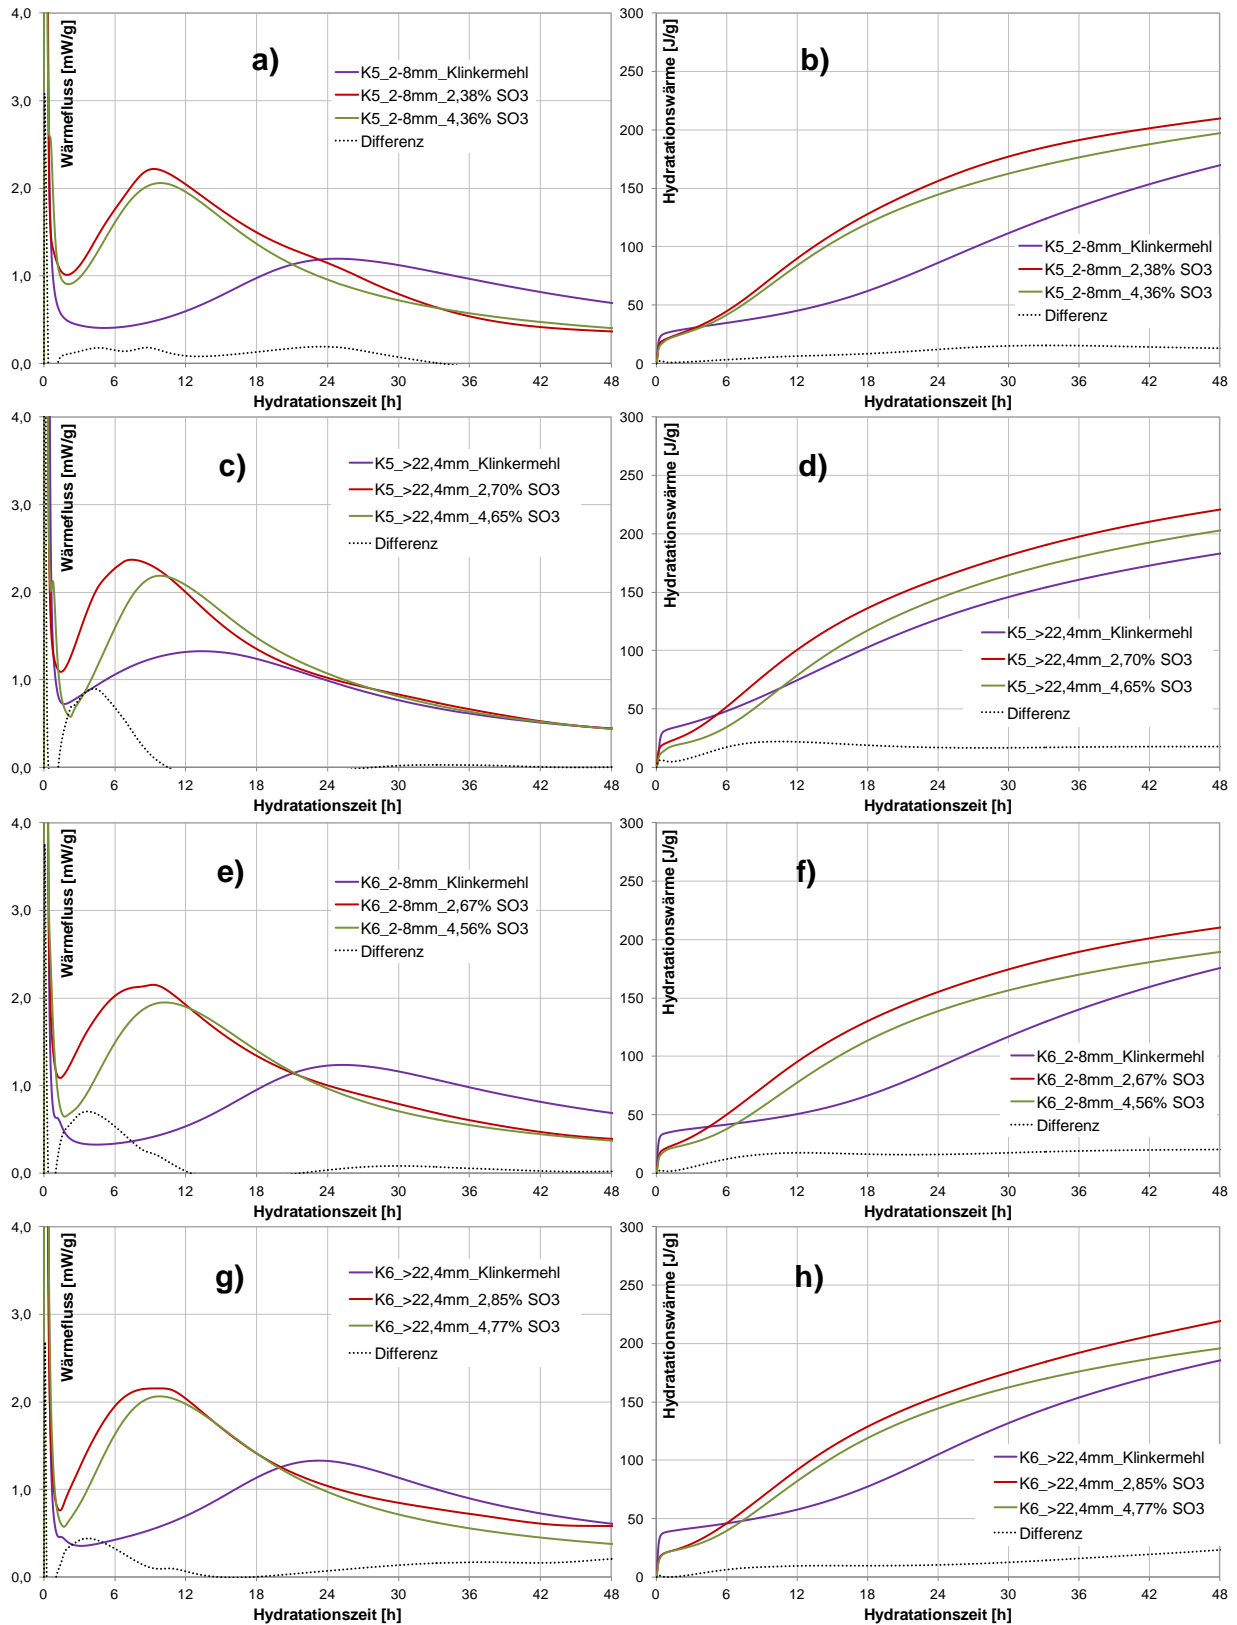 a)
Wärmefluss [mW/g]
4,0
3,0
2,0
1,0
0,0
K5_2-8mm_Klinkermehl
K5_2-8mm_2,38% SO3
K5_2-8mm_4,36% SO3
Differenz
0 6 12 18 24 30 36 42 48
Hydratationszeit [h]
b)
Hydratationswärme [J/g]
300
250
200
150
100
50
0
K5_2-8mm_Klinkermehl
K5_2-8mm_2,38% SO3
K5_2-8mm_4,36% SO3
Differenz
0 6 12 18 24 30 36 42 48
Hydratationszeit [h]
c)
Wärmefluss [mW/g]
4,0
3,0
2,0
1,0
0,0
K5_>22,4mm_Klinkermehl
K5_>22,4mm_2,70% SO3
K5_>22,4mm_4,65% SO3
Differenz
0 6 12 18 24 30 36 42 48
Hydratationszeit [h]
d)
Hydratationswärme [J/g]
300
250
200
150
100
50
0
K5_>22,4mm_Klinkermehl
K5_>22,4mm_2,70% SO3
K5_>22,4mm_4,65% SO3
Differenz
0 6 12 18 24 30 36 42 48
Hydratationszeit [h]
e)
Wärmefluss [mW/g]
4,0
3,0
2,0
1,0
0,0
K6_2-8mm_Klinkermehl
K6_2-8mm_2,67% SO3
K6_2-8mm_4,56% SO3
Differenz
0 6 12 18 24 30 36 42 48
Hydratationszeit [h]
f)
Hydratationswärme [J/g]
300
250
200
150
100
50
0
K6_2-8mm_Klinkermehl
K6_2-8mm_2,67% SO3
K6_2-8mm_4,56% SO3
Differenz
0 6 12 18 24 30 36 42 48
Hydratationszeit [h]
g)
Wärmefluss [mW/g]
4,0
3,0
2,0
1,0
0,0
K6_>22,4mm_Klinkermehl
K6_>22,4mm_2,85% SO3
K6_>22,4mm_4,77% SO3
Differenz
0 6 12 18 24 30 36 42 48
Hydratationszeit [h]
h)
Hydratationswärme [J/g]
300
250
200
150
100
50
0
K6_>22,4mm_Klinkermehl
K6_>22,4mm_2,85% SO3
K6_>22,4mm_4,77% SO3
Differenz
0 6 12 18 24 30 36 42 48
Hydratationszeit [h]